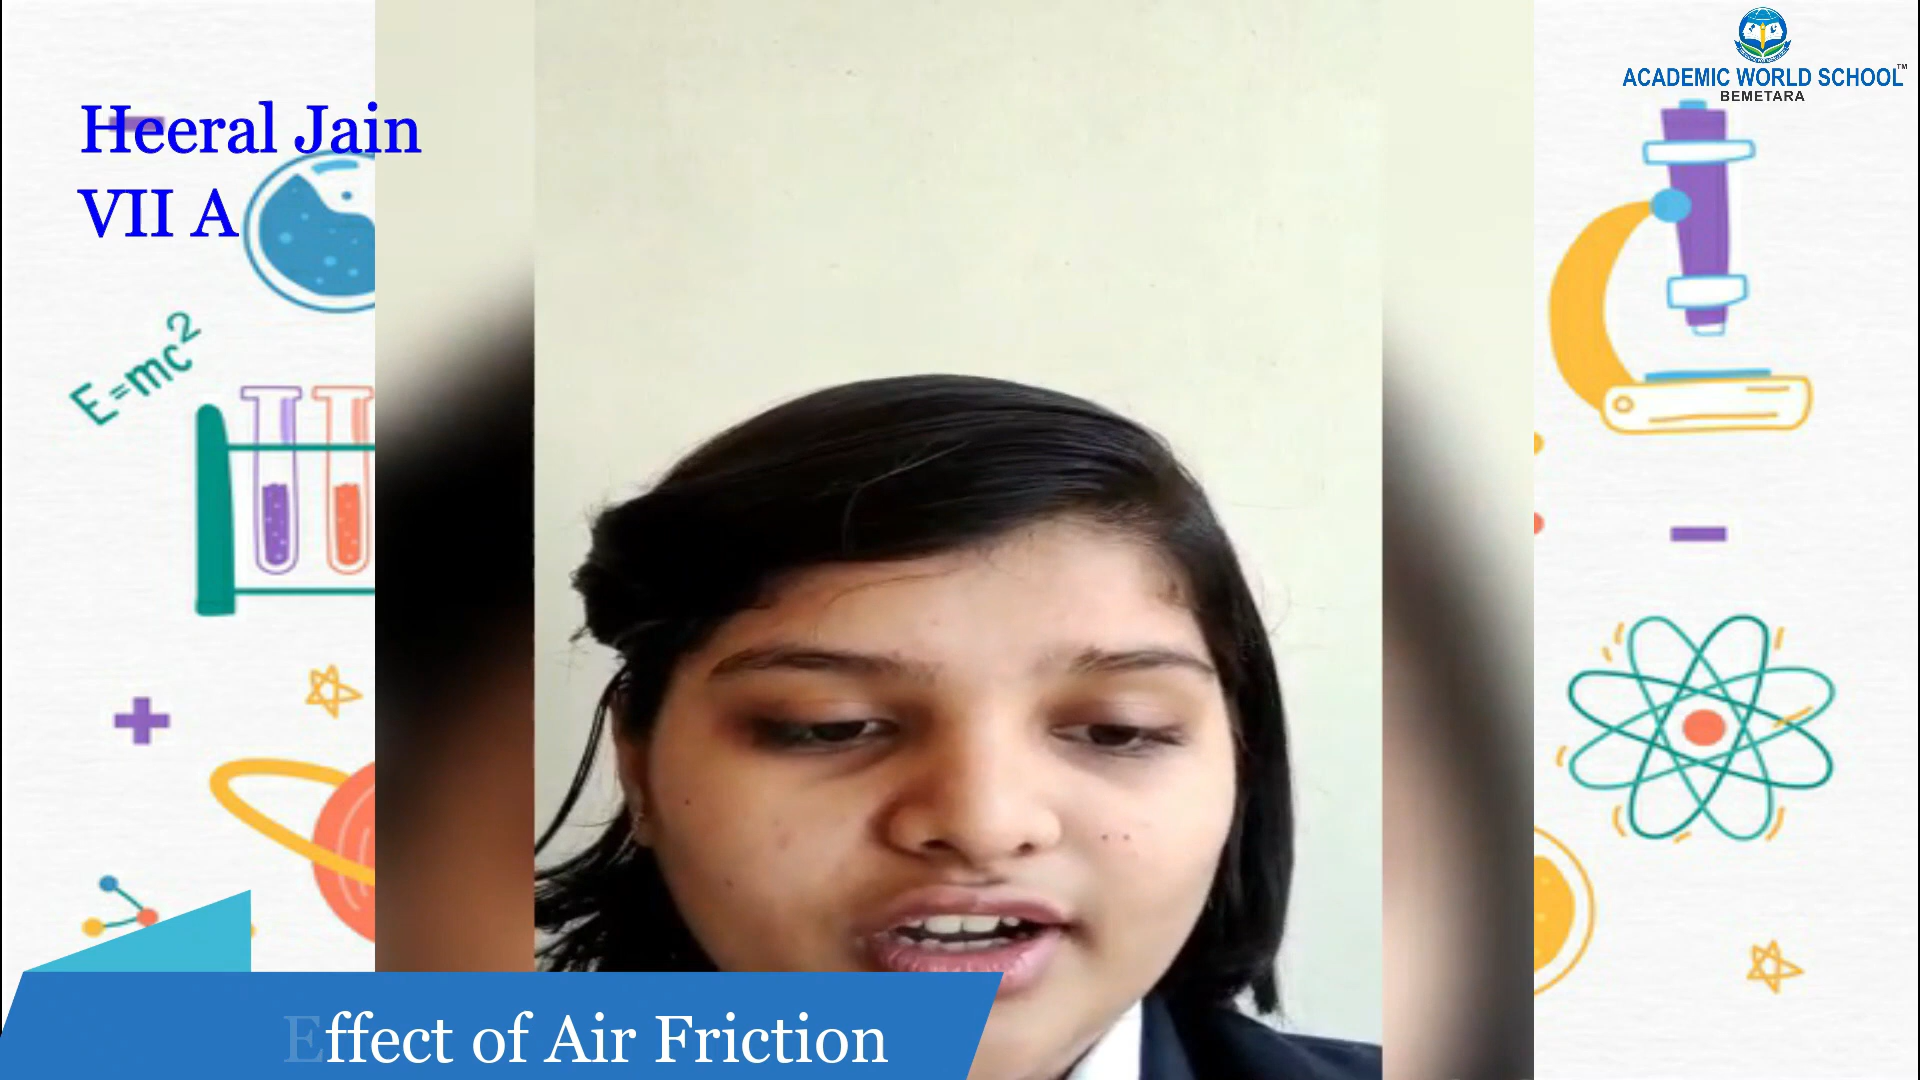 ACADEMIC WORLD SCHOOL™
BEMETARA
Heeral Jain
VII A
E=mc²
Effect of Air Friction